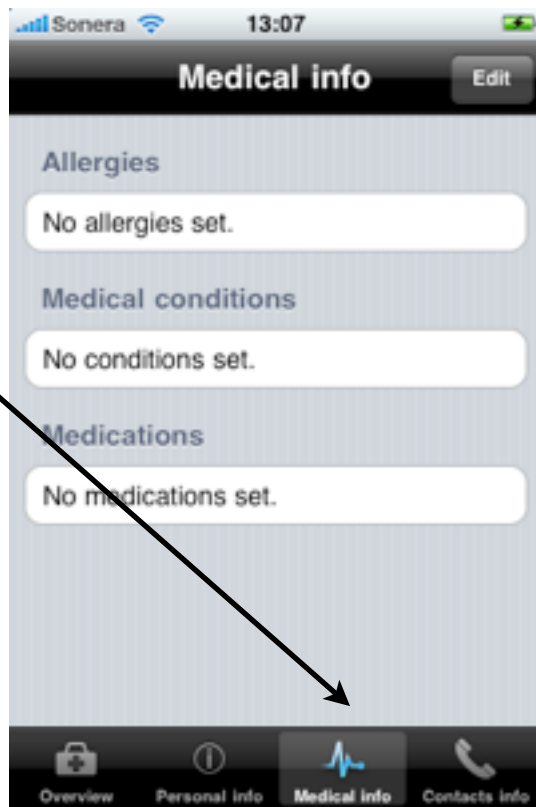 Sonera 13:07
Medical info Edit
Allergies
No allergies set.
Medical conditions
No conditions set.
Medications
No medications set.
Overview Personal info Medical info Contacts info